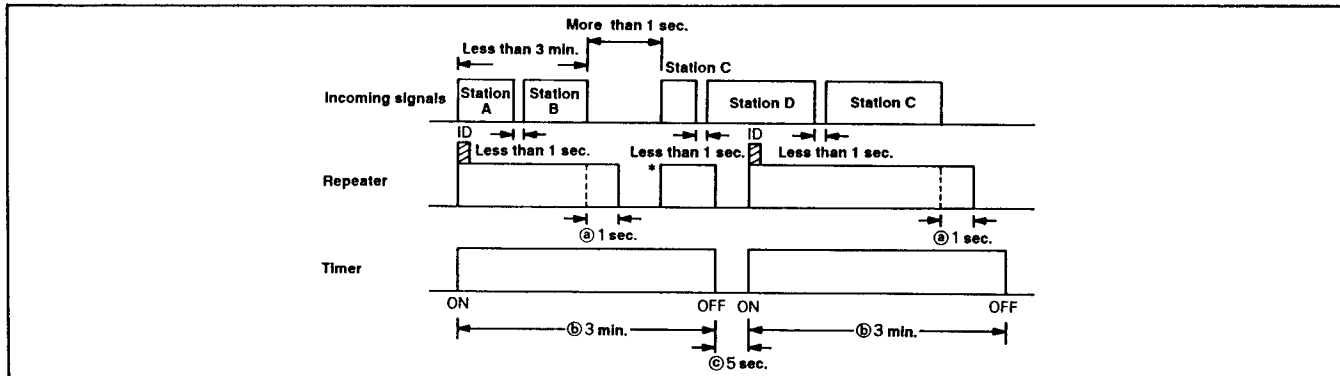 More than 1 sec.
Less than 3 min.
Station C
Incoming signals
Station A
Station B
Station D
Station C
ID
Less than 1 sec.
Less than 1 sec.
ID
Less than 1 sec.
Repeater
*
ⓐ 1 sec.
ⓐ 1 sec.
Timer
ON
OFF
ON
OFF
ⓑ 3 min.
ⓑ 3 min.
ⓒ 5 sec.